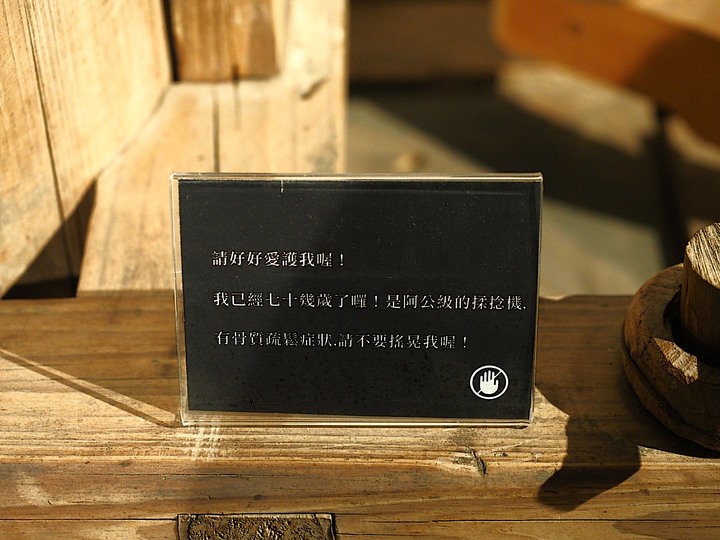 請好好愛護我喔！
我已經七十幾歲了囉！是阿公級的揉捻機.
有骨質疏鬆症狀.請不要搖晃我喔！